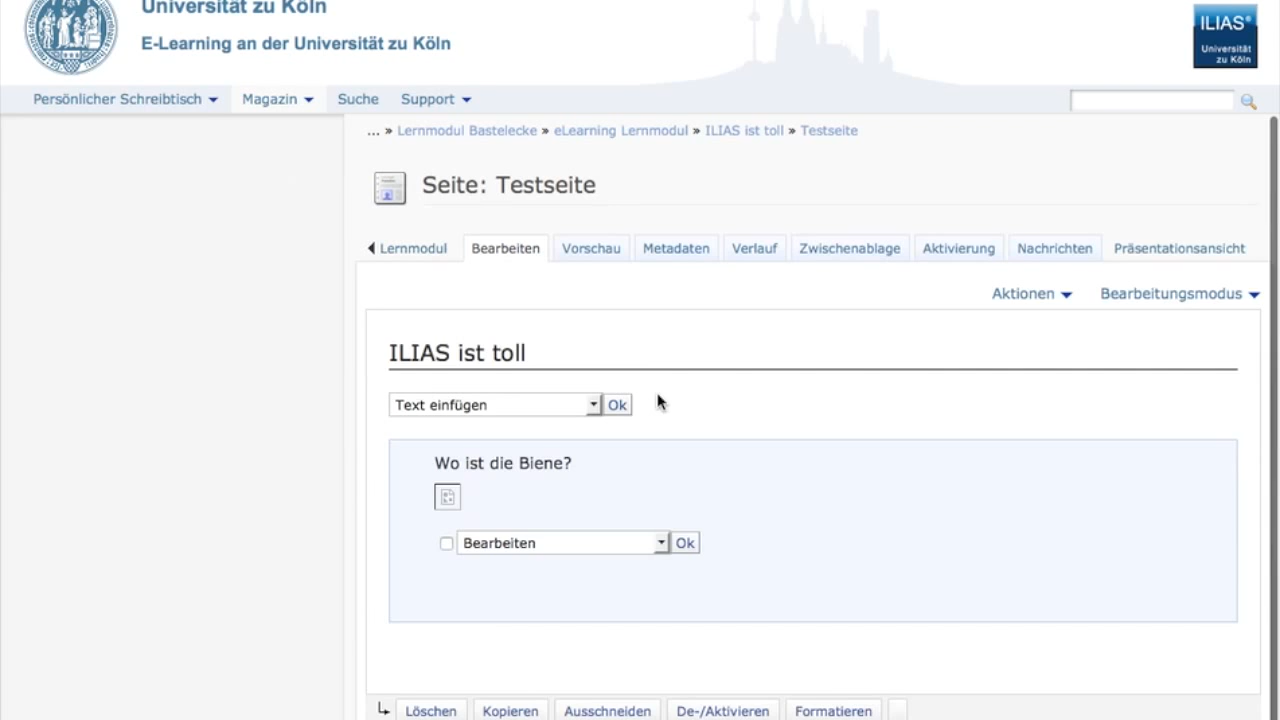 Universität zu Köln
E-Learning an der Universität zu Köln
ILIAS®
Universität
zu Köln
Persönlicher Schreibtisch Magazin Suche Support
... » Lernmodul Bastelecke » eLearning Lernmodul » ILIAS ist toll » Testseite
Seite: Testseite
Lernmodul Bearbeiten Vorschau Metadaten Verlauf Zwischenablage Aktivierung Nachrichten Präsentationsansicht
Aktionen Bearbeitungsmodus
ILIAS ist toll
Text einfügen Ok
Wo ist die Biene?
Bearbeiten Ok
Löschen Kopieren Ausschneiden De-/Aktivieren Formatieren